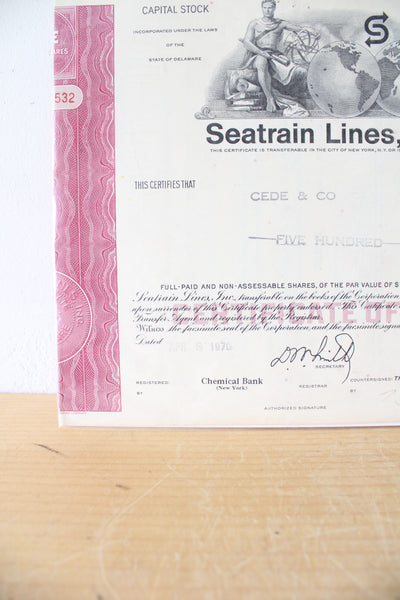 CAPITAL STOCK
INCORPORATED UNDER THE LAWS
OF THE
STATE OF DELAWARE
532
S
Seatrain Lines,
THIS CERTIFICATE IS TRANSFERABLE IN THE CITY OF NEW YORK, N.Y. OR I
THIS CERTIFIES THAT
CEDE & CO
FIVE HUNDRED
FULL-PAID AND NON-ASSESSABLE SHARES, OF THE PAR VALUE OF $
Seatrain Lines, Inc., transferable on the books of the Corporation
upon surrender of this Certificate properly endorsed. This Certificate
Transfer Agent and registered by the Registrar.
Witness the facsimile seal of the Corporation and the facsimile signa
Dated
SECRETARY
REGISTERED:
Chemical Bank
(New York)
REGISTRAR
COUNTERSIGNED:
BY
BY
AUTHORIZED SIGNATURE